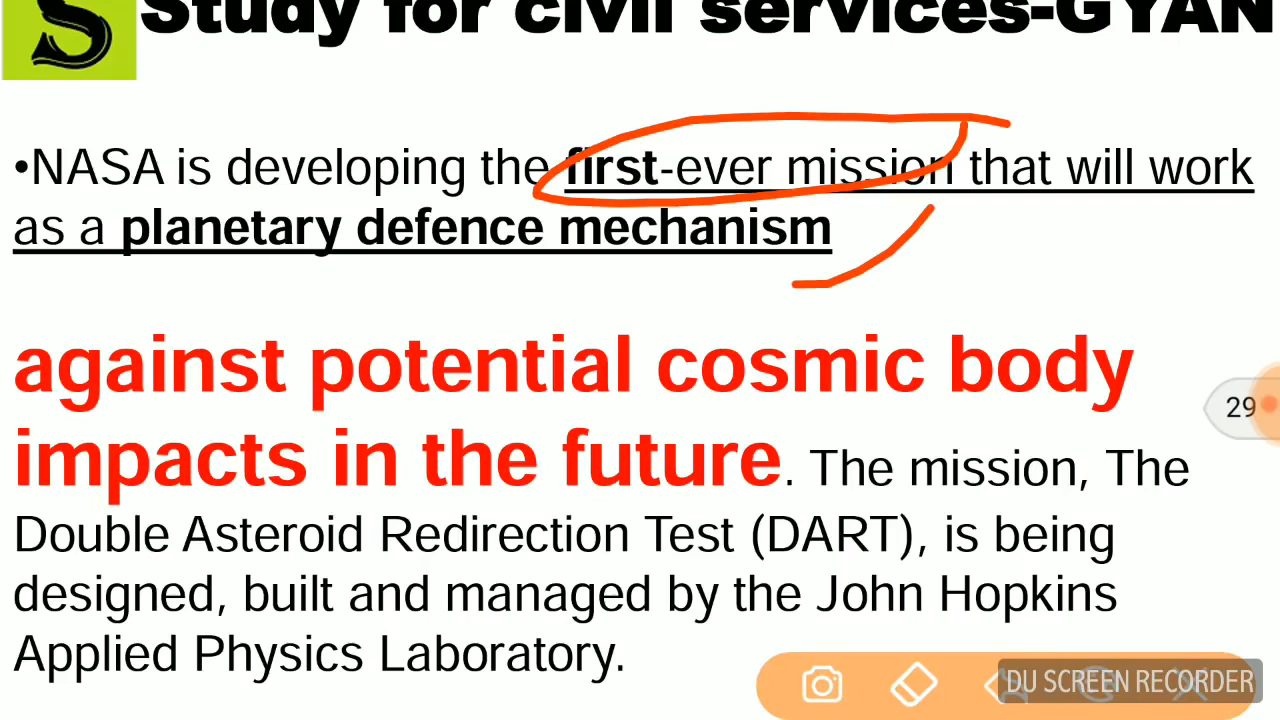 S Study for civil services-GYAN
•NASA is developing the first-ever mission that will work
as a planetary defence mechanism
against potential cosmic body
impacts in the future. The mission, The
Double Asteroid Redirection Test (DART), is being
designed, built and managed by the John Hopkins
Applied Physics Laboratory.
29
DU SCREEN RECORDER